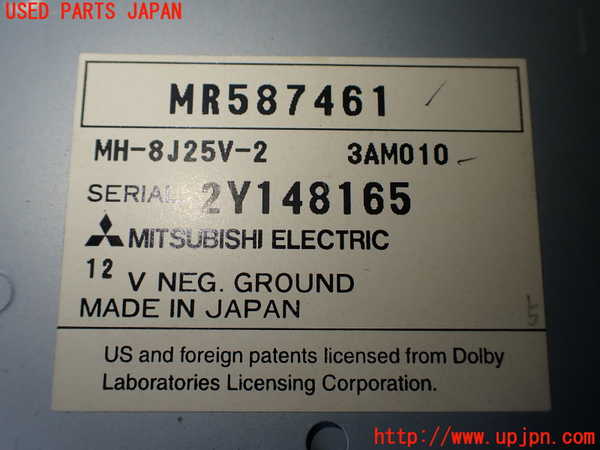 USED PARTS JAPAN
MR587461
MH-8J25V-2 3AM010
SERIAL 2Y148165
MITSUBISHI ELECTRIC
12 V NEG. GROUND
MADE IN JAPAN
US and foreign patents licensed from Dolby
Laboratories Licensing Corporation.
http://www.upjpn.com/